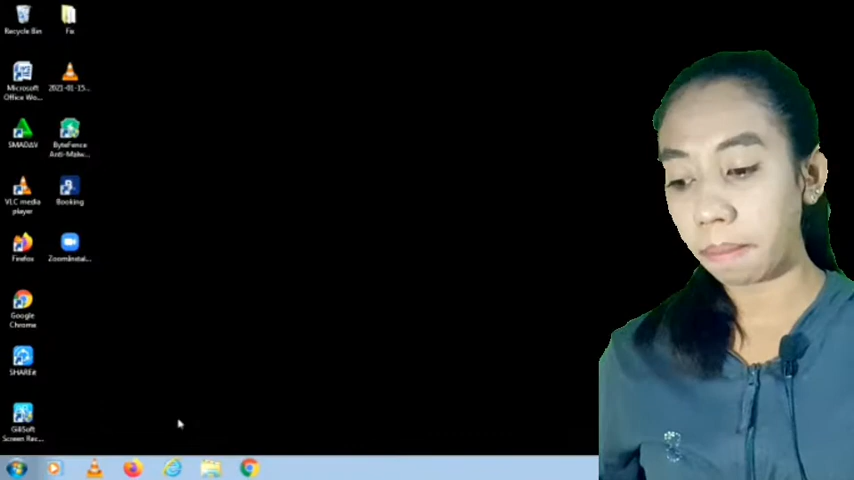 Recycle Bin
Fix
Microsoft
Office Wo...
2021-01-15...
SMADAV
ByteFence
Anti-Malw...
VLC media
player
Booking
Firefox
ZoomInstal...
Google
Chrome
SHAREit
GiliSoft
Screen Rec...